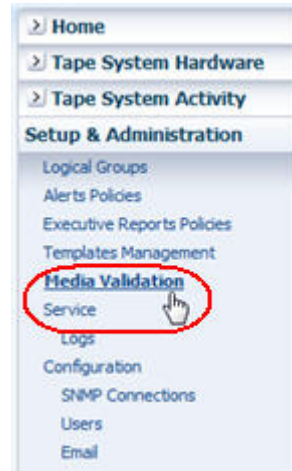 Home
Tape System Hardware
Tape System Activity
Setup & Administration
Logical Groups
Alerts Policies
Executive Reports Policies
Templates Management
Media Validation
Service
Logs
Configuration
SNMP Connections
Users
Email